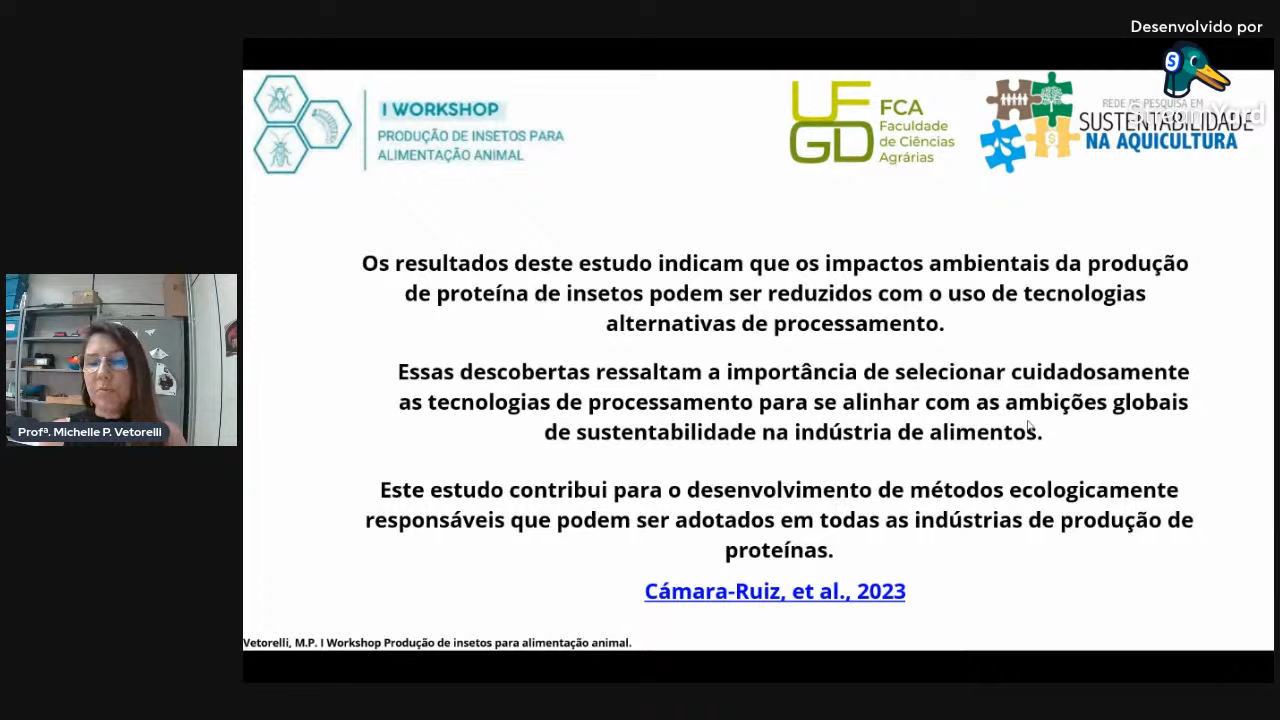 Desenvolvido por
StreamYard
I WORKSHOP
PRODUÇÃO DE INSETOS PARA
ALIMENTAÇÃO ANIMAL
UF
GD
FCA
Faculdade
de Ciências
Agrárias
REDE DE PESQUISA EM
SUSTENTABILIDADE
NA AQUICULTURA
Os resultados deste estudo indicam que os impactos ambientais da produção
de proteína de insetos podem ser reduzidos com o uso de tecnologias
alternativas de processamento.
Essas descobertas ressaltam a importância de selecionar cuidadosamente
as tecnologias de processamento para se alinhar com as ambições globais
de sustentabilidade na indústria de alimentos.
Este estudo contribui para o desenvolvimento de métodos ecologicamente
responsáveis que podem ser adotados em todas as indústrias de produção de
proteínas.
Cámara-Ruiz, et al., 2023
Vetorelli, M.P. I Workshop Produção de insetos para alimentação animal.
Profª. Michelle P. Vetorelli